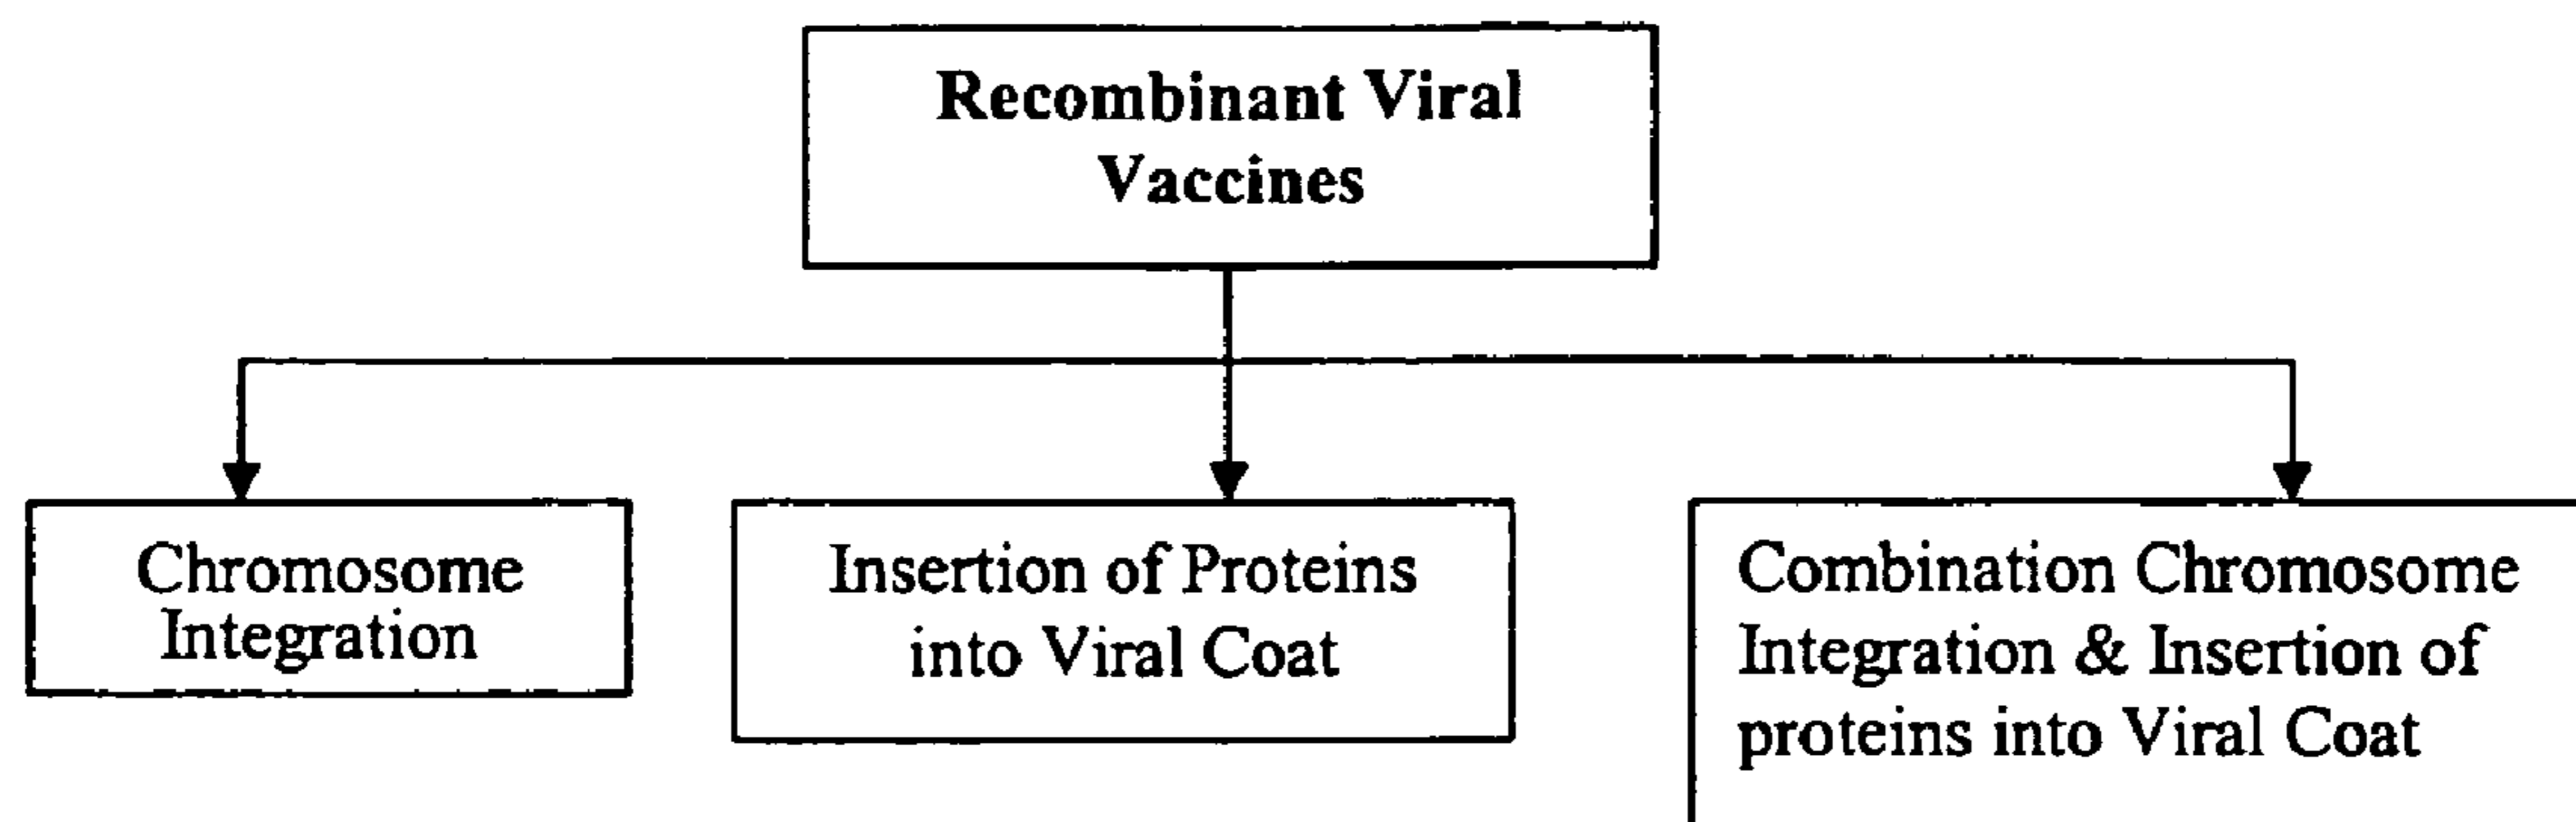 Recombinant Viral
Vaccines
Chromosome
Integration
Insertion of Proteins
into Viral Coat
Combination Chromosome
Integration & Insertion of
proteins into Viral Coat